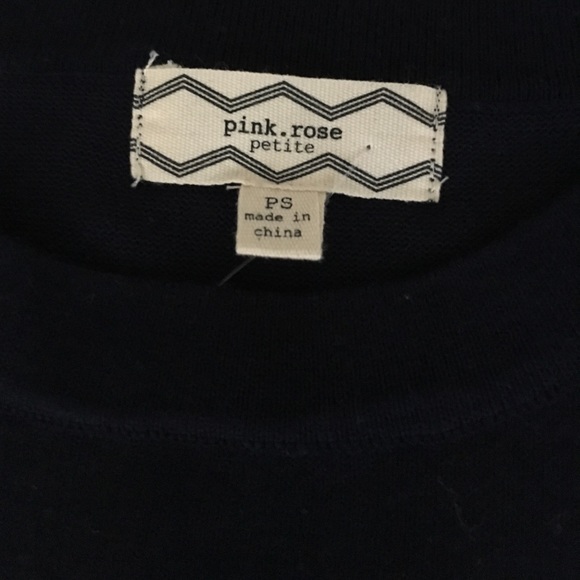 pink.rose
petite
PS
made in
china